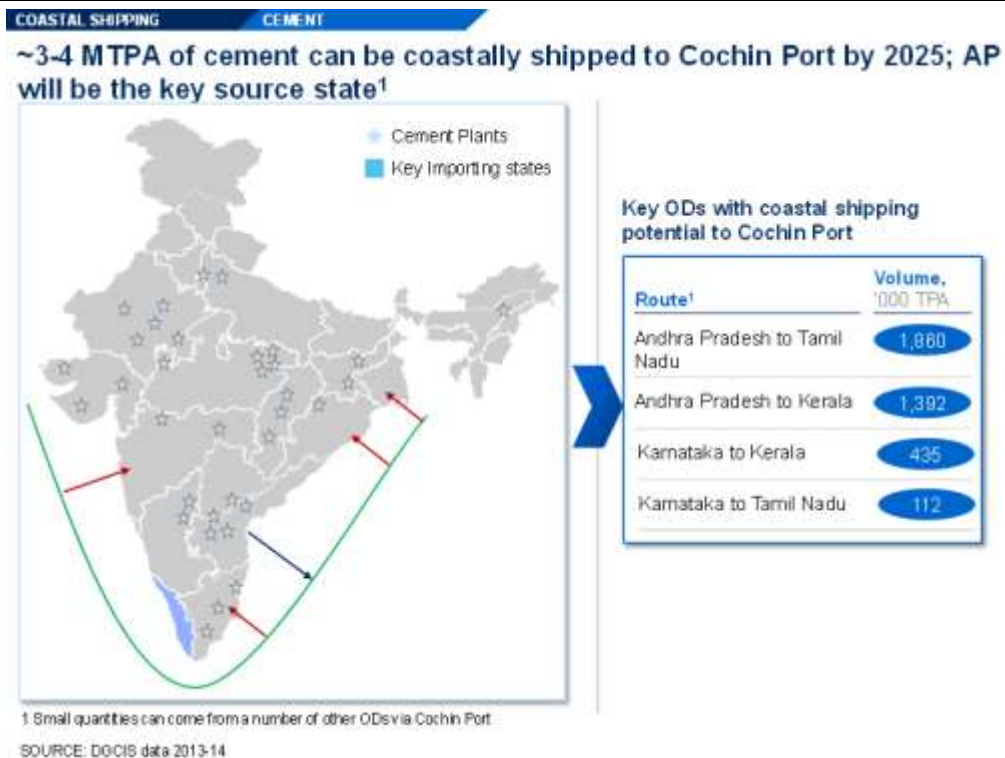 COASTAL SHIPPING CEMENT
~3-4 MTPA of cement can be coastally shipped to Cochin Port by 2025; AP
will be the key source state¹
Cement Plants
Key Importing states
Key ODs with coastal shipping
potential to Cochin Port
Route¹
Volume,
'000 TPA
Andhra Pradesh to Tamil
Nadu
1,860
Andhra Pradesh to Kerala
1,392
Karnataka to Kerala
435
Karnataka to Tamil Nadu
112
1 Small quantities can come from a number of other ODs via Cochin Port
SOURCE: DGCIS data 2013-14